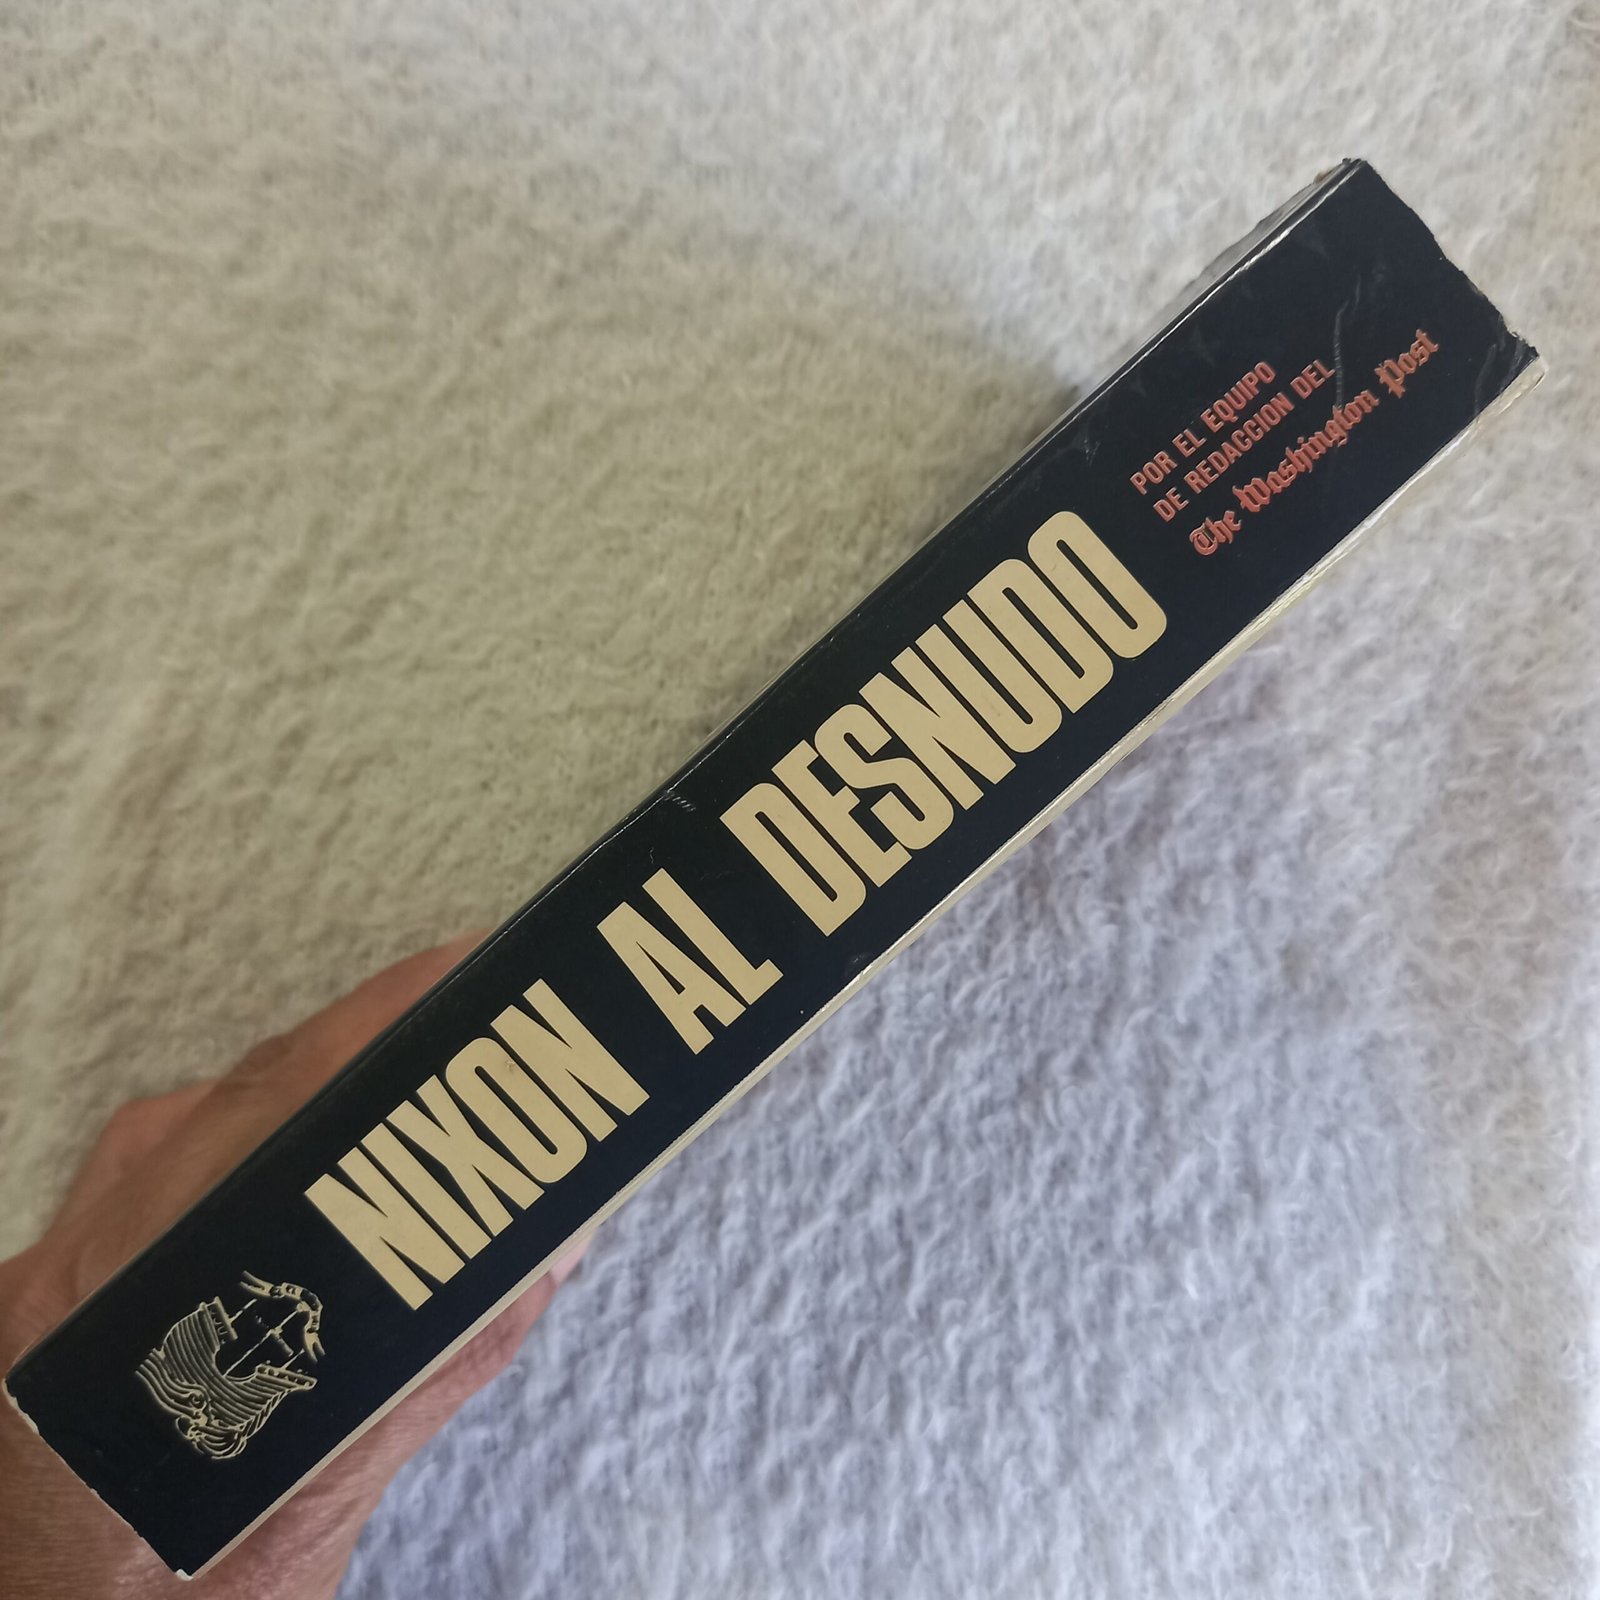 NIXON AL DESNUDO
POR EL EQUIPO
DE REDACCION DEL
The Washington Post